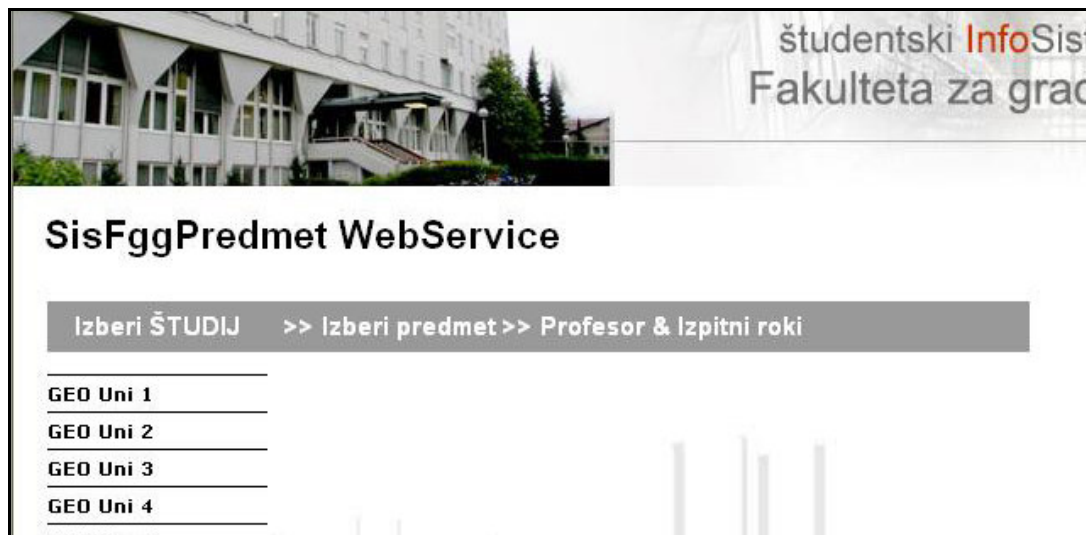 študentski InfoSis
Fakulteta za grad
SisFggPredmet WebService
Izberi ŠTUDIJ >> Izberi predmet >> Profesor & Izpitni roki
GEO Uni 1
GEO Uni 2
GEO Uni 3
GEO Uni 4